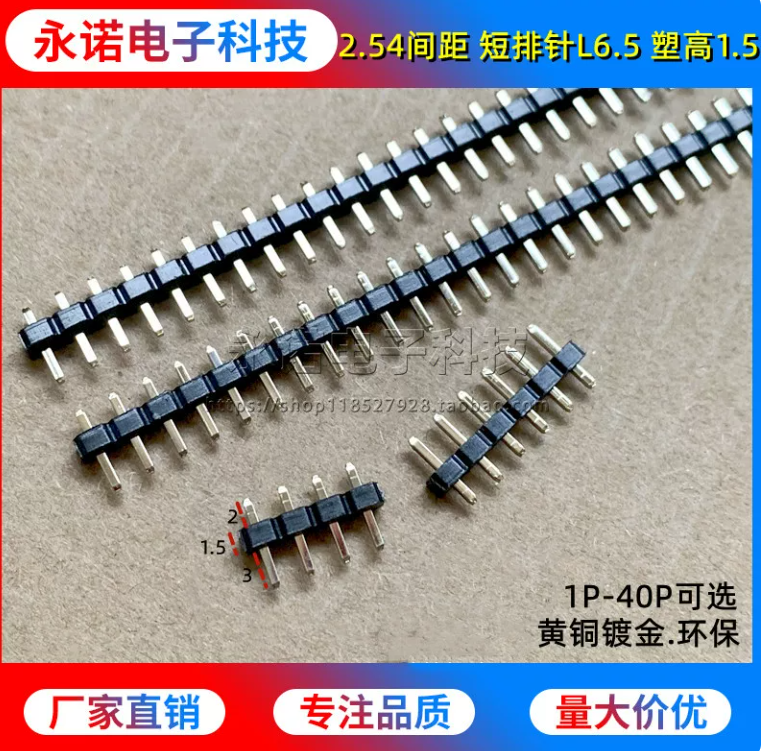 永诺电子科技
2.54间距 短排针L6.5 塑高1.5
永诺电子科技
https://shop118527928.taobao.com
2
1.5
3
1P-40P可选
黄铜镀金.环保
厂家直销
专注品质
量大价优